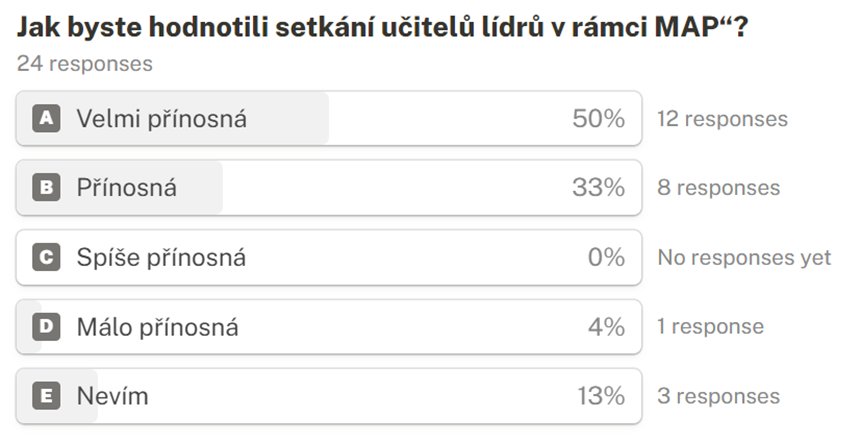 Jak byste hodnotili setkání učitelů lídrů v rámci MAP“?
24 responses
A Velmi přínosná 50% 12 responses
B Přínosná 33% 8 responses
C Spíše přínosná 0% No responses yet
D Málo přínosná 4% 1 response
E Nevím 13% 3 responses